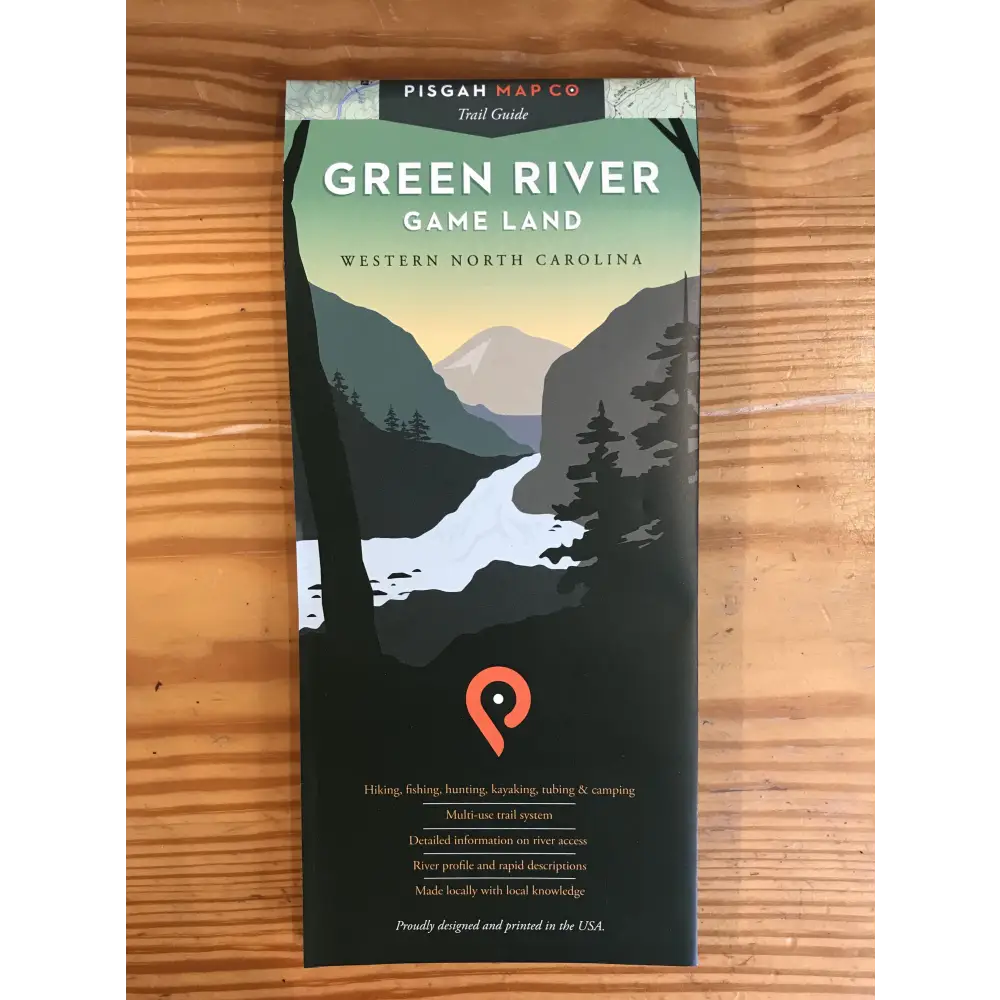 PISGAH MAP CO
Trail Guide
GREEN RIVER
GAME LAND
WESTERN NORTH CAROLINA
Hiking, fishing, hunting, kayaking, tubing & camping
Multi-use trail system
Detailed information on river access
River profile and rapid descriptions
Made locally with local knowledge
Proudly designed and printed in the USA.